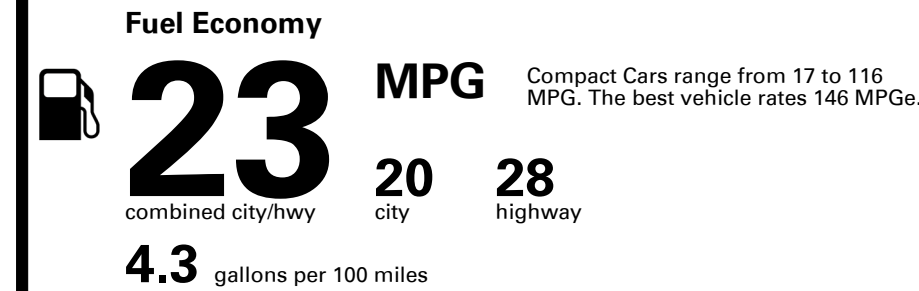 Fuel Economy
23
MPG
Compact Cars range from 17 to 116
MPG. The best vehicle rates 146 MPGe.
combined city/hwy
20
city
28
highway
4.3 gallons per 100 miles